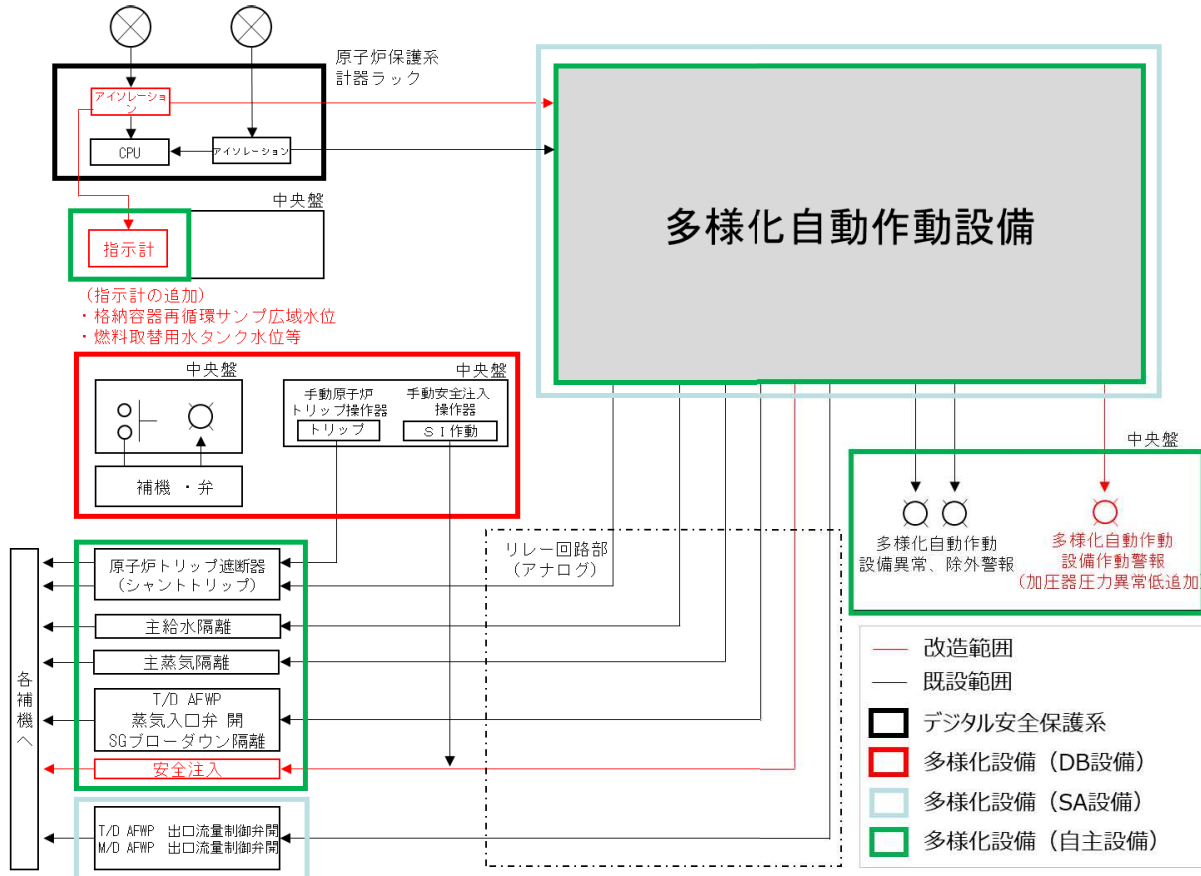 原子炉保護系
計器ラック
アイソレーショ
ン
CPU
アイソレーション
中央盤
指示計
(指示計の追加)
・格納容器再循環サンプ広域水位
・燃料取替用水タンク水位等
多様化自動作動設備
中央盤
中央盤
手動原子炉
トリップ操作器
トリップ
手動安全注入
操作器
SI作動
補機・弁
中央盤
多様化自動作動
設備異常、除外警報
多様化自動作動
設備作動警報
(加圧器圧力異常低追加)
リレー回路部
(アナログ)
各補機へ
原子炉トリップ遮断器
(シャントトリップ)
主給水隔離
主蒸気隔離
T/D AFWP
蒸気入口弁 開
SGブローダウン隔離
安全注入
T/D AFWP 出口流量制御弁開
M/D AFWP 出口流量制御弁開
改造範囲
既設範囲
デジタル安全保護系
多様化設備(DB設備)
多様化設備(SA設備)
多様化設備(自主設備)